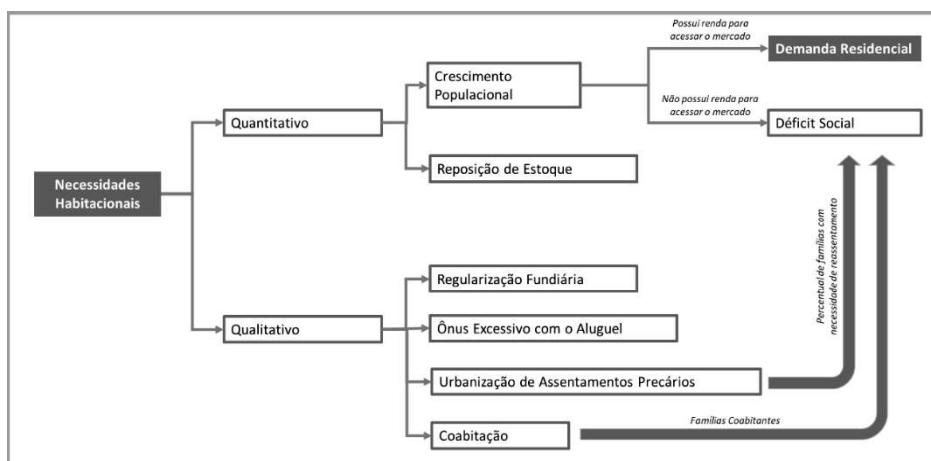 Possui renda para
acessar o mercado
Demanda Residencial
Crescimento
Populacional
Não possui renda para
acessar o mercado
Quantitativo
Déficit Social
Reposição de Estoque
Necessidades
Habitacionais
Percentual de famílias com
necessidade de reassentamento
Regularização Fundiária
Qualitativo
Ônus Excessivo com o Aluguel
Urbanização de Assentamentos Precários
Famílias Coabitantes
Coabitação